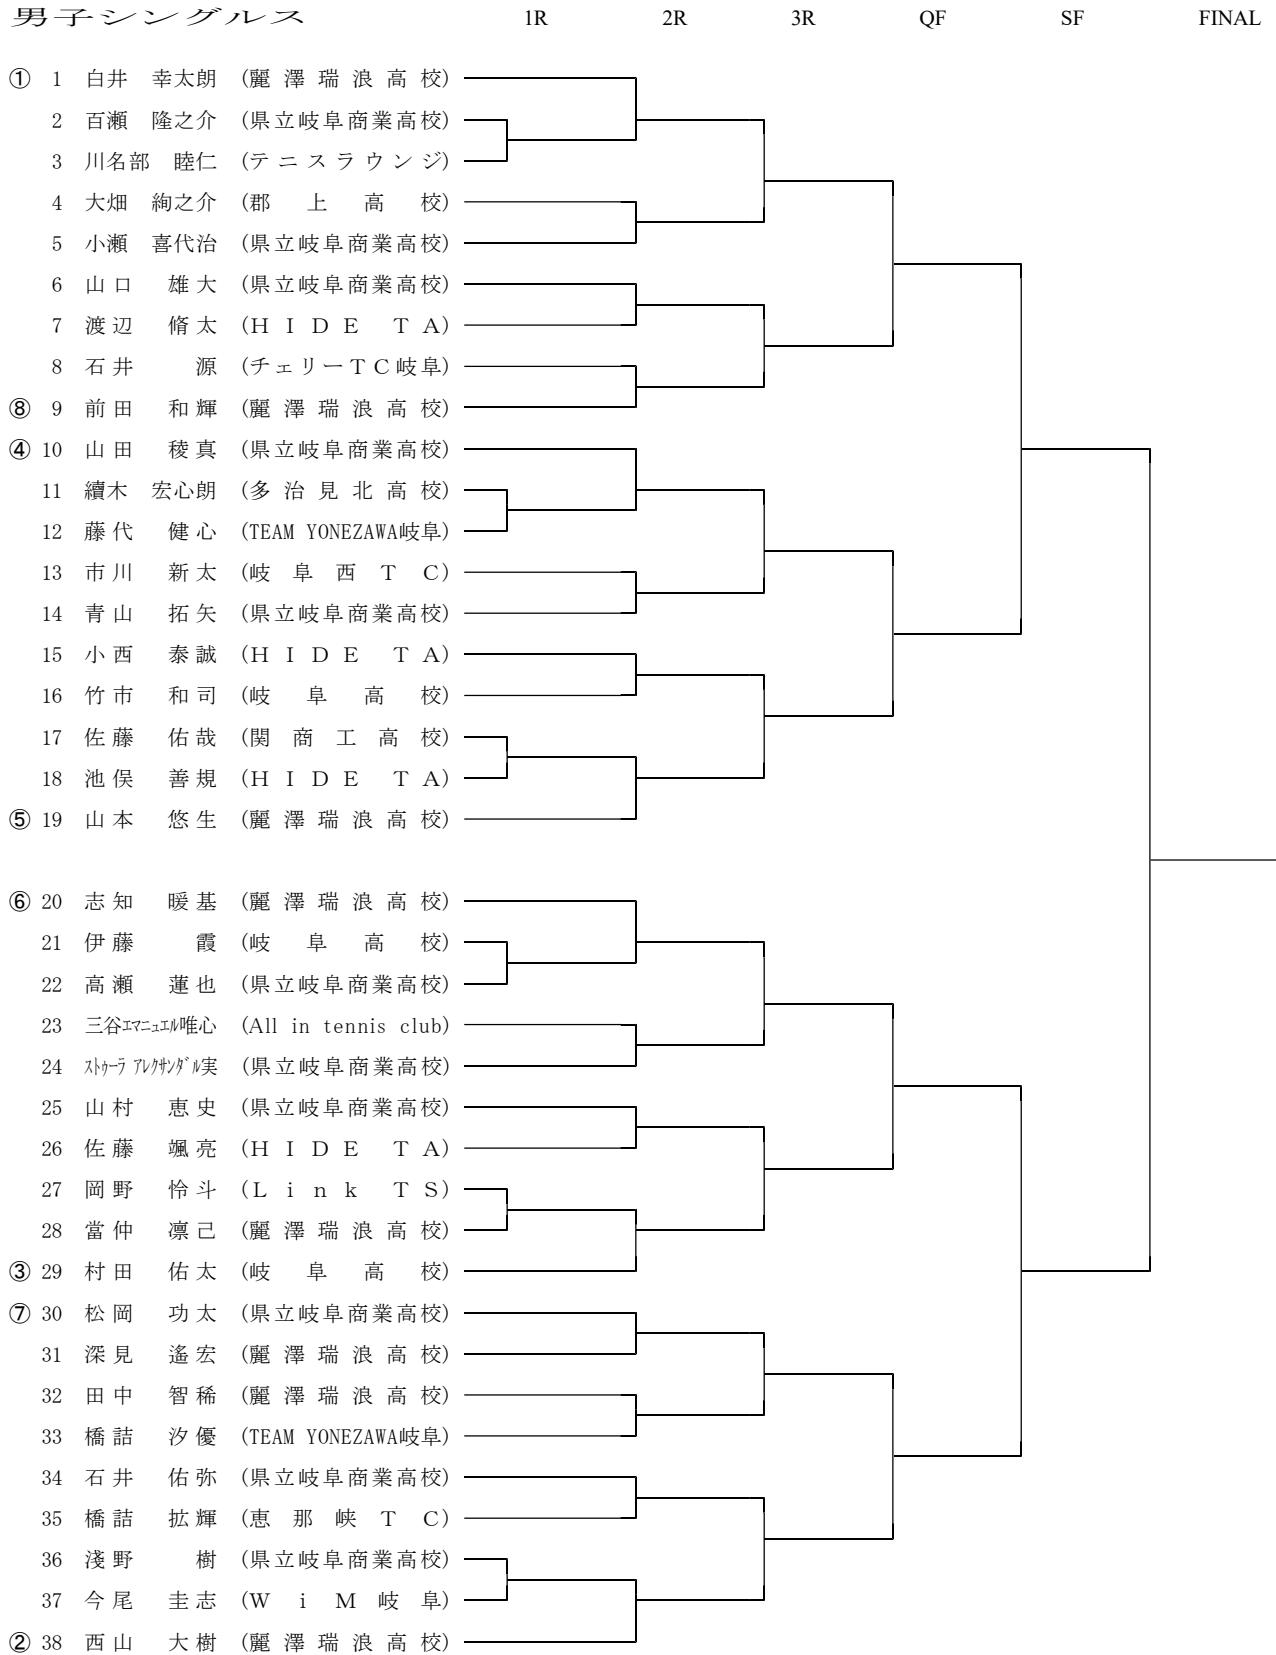 男子シングルス 1R 2R 3R QF SF FINAL
① 1 白井 幸太朗 (麗澤瑞浪高校)
2 百瀬 隆之介 (県立岐阜商業高校)
3 川名部 睦仁 (テニスラウンジ)
4 大畑 絢之介 (郡上高校)
5 小瀬 喜代治 (県立岐阜商業高校)
6 山口 雄大 (県立岐阜商業高校)
7 渡辺 脩太 (HIDE TA)
8 石井 源 (チェリーTC岐阜)
⑧ 9 前田 和輝 (麗澤瑞浪高校)
④ 10 山田 稜真 (県立岐阜商業高校)
11 續木 宏心朗 (多治見北高校)
12 藤代 健心 (TEAM YONEZAWA岐阜)
13 市川 新太 (岐阜西TC)
14 青山 拓矢 (県立岐阜商業高校)
15 小西 泰誠 (HIDE TA)
16 竹市 和司 (岐阜高校)
17 佐藤 佑哉 (関商工高校)
18 池俣 善規 (HIDE TA)
⑤ 19 山本 悠生 (麗澤瑞浪高校)
⑥ 20 志知 暖基 (麗澤瑞浪高校)
21 伊藤 霞 (岐阜高校)
22 高瀬 蓮也 (県立岐阜商業高校)
23 三谷エマニュエル唯心 (All in tennis club)
24 ストゥーラ アレクサンダル実 (県立岐阜商業高校)
25 山村 恵史 (県立岐阜商業高校)
26 佐藤 颯亮 (HIDE TA)
27 岡野 怜斗 (Link TS)
28 當仲 凛己 (麗澤瑞浪高校)
③ 29 村田 佑太 (岐阜高校)
⑦ 30 松岡 功太 (県立岐阜商業高校)
31 深見 遙宏 (麗澤瑞浪高校)
32 田中 智稀 (麗澤瑞浪高校)
33 橋詰 汐優 (TEAM YONEZAWA岐阜)
34 石井 佑弥 (県立岐阜商業高校)
35 橋詰 拡輝 (恵那峡TC)
36 淺野 樹 (県立岐阜商業高校)
37 今尾 圭志 (WiM岐阜)
② 38 西山 大樹 (麗澤瑞浪高校)